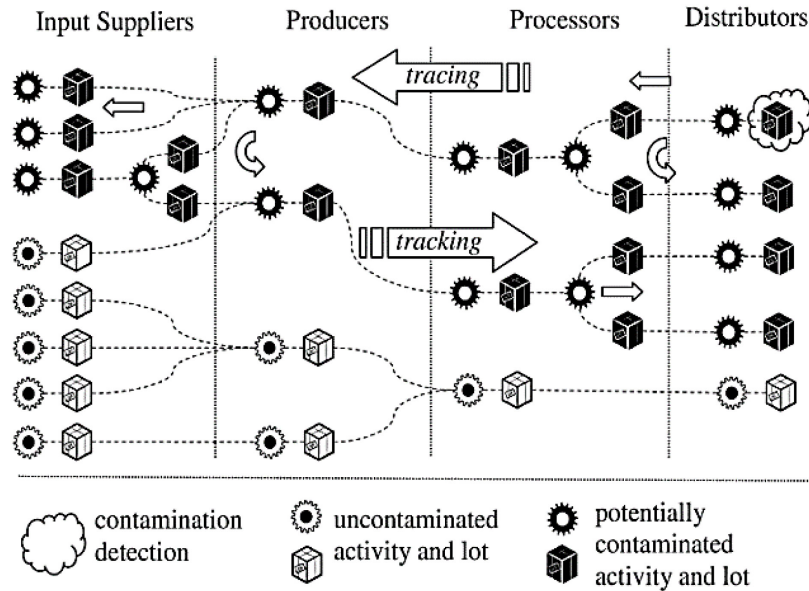 Input Suppliers Producers Processors Distributors
tracing
tracking
contamination
detection
uncontaminated
activity and lot
potentially
contaminated
activity and lot